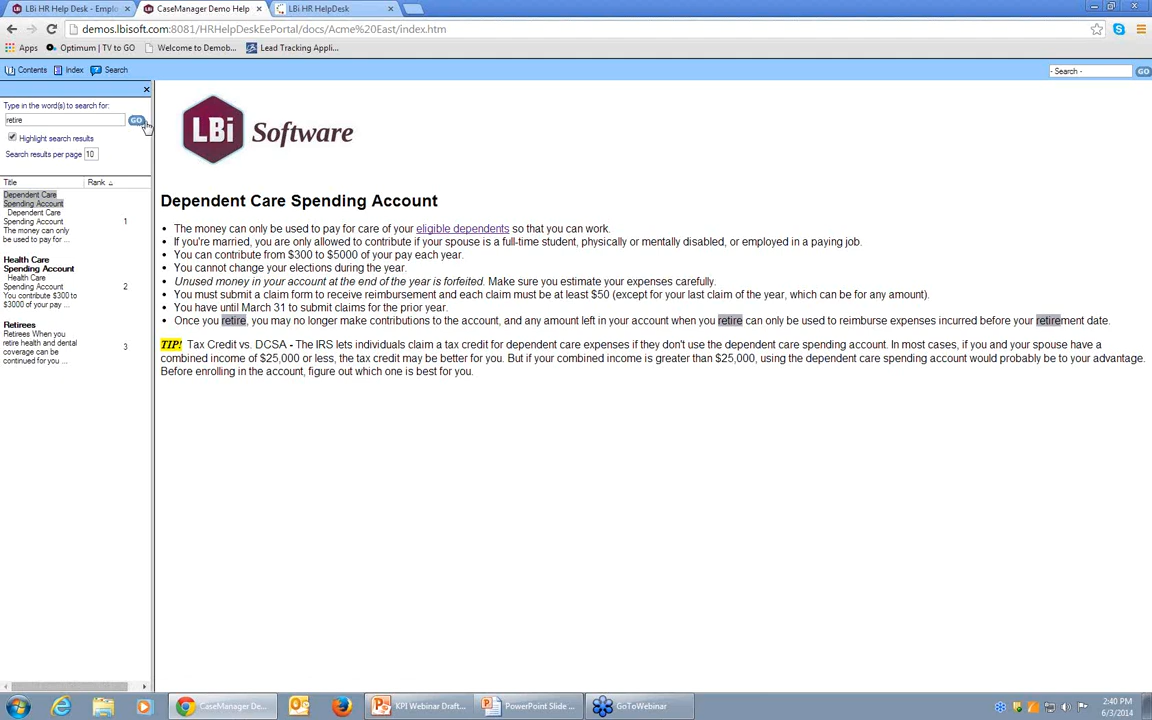 LBi HR Help Desk - Emplo
CaseManager Demo Help
LBi HR HelpDesk
demos.lbisoft.com:8081/HRHelpDeskEePortal/docs/Acme%20East/index.htm
Apps
Optimum | TV to GO
Welcome to Demob...
Lead Tracking Appli...
Contents
Index
Search
- Search -
GO
Type in the word(s) to search for:
retire
GO
Highlight search results
Search results per page 10
Title Rank
Dependent Care
Spending Account
Dependent Care
Spending Account
The money can only
be used to pay for ...
1
Health Care
Spending Account
Health Care
Spending Account
You contribute $300 to
$3000 of your pay ...
2
Retirees
Retirees When you
retire health and dental
coverage can be
continued for you ...
3
LBi Software
Dependent Care Spending Account
• The money can only be used to pay for care of your eligible dependents so that you can work.
• If you're married, you are only allowed to contribute if your spouse is a full-time student, physically or mentally disabled, or employed in a paying job.
• You can contribute from $300 to $5000 of your pay each year.
• You cannot change your elections during the year.
• Unused money in your account at the end of the year is forfeited. Make sure you estimate your expenses carefully.
• You must submit a claim form to receive reimbursement and each claim must be at least $50 (except for your last claim of the year, which can be for any amount).
• You have until March 31 to submit claims for the prior year.
• Once you retire, you may no longer make contributions to the account, and any amount left in your account when you retire can only be used to reimburse expenses incurred before your retirement date.
TIP! Tax Credit vs. DCSA - The IRS lets individuals claim a tax credit for dependent care expenses if they don't use the dependent care spending account. In most cases, if you and your spouse have a
combined income of $25,000 or less, the tax credit may be better for you. But if your combined income is greater than $25,000, using the dependent care spending account would probably be to your advantage.
Before enrolling in the account, figure out which one is best for you.
CaseManager De...
KPI Webinar Draft...
PowerPoint Slide ...
GoToWebinar
2:40 PM
6/3/2014